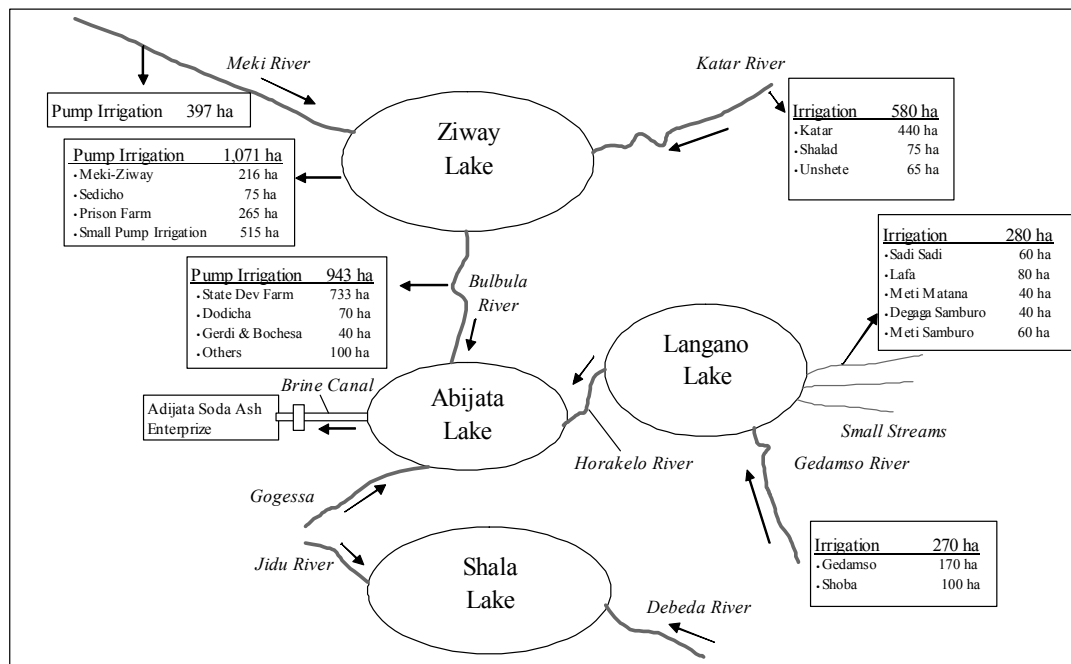 Meki River
Katar River
Pump Irrigation 397 ha
Ziway
Lake
Irrigation 580 ha
• Katar 440 ha
• Shalad 75 ha
• Unshete 65 ha
Pump Irrigation 1,071 ha
• Meki-Ziway 216 ha
• Sedicho 75 ha
• Prison Farm 265 ha
• Small Pump Irrigation 515 ha
Irrigation 280 ha
• Sadi Sadi 60 ha
• Lafa 80 ha
• Meti Matana 40 ha
• Degaga Samburo 40 ha
• Meti Samburo 60 ha
Pump Irrigation 943 ha
• State Dev Farm 733 ha
• Dodicha 70 ha
• Gerdi & Bochesa 40 ha
• Others 100 ha
Bulbula
River
Langano
Lake
Brine Canal
Abijata
Lake
Adijata Soda Ash
Enterprize
Small Streams
Horakelo River
Gedamso River
Gogessa
Jidu River
Shala
Lake
Irrigation 270 ha
• Gedamso 170 ha
• Shoba 100 ha
Debeda River